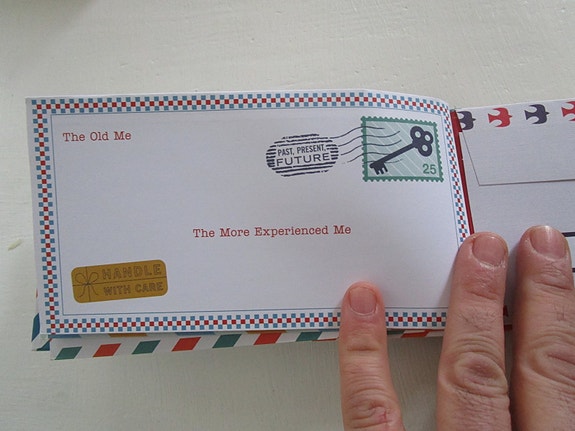 The Old Me
PAST, PRESENT,
FUTURE
25
The More Experienced Me
HANDLE
WITH CARE